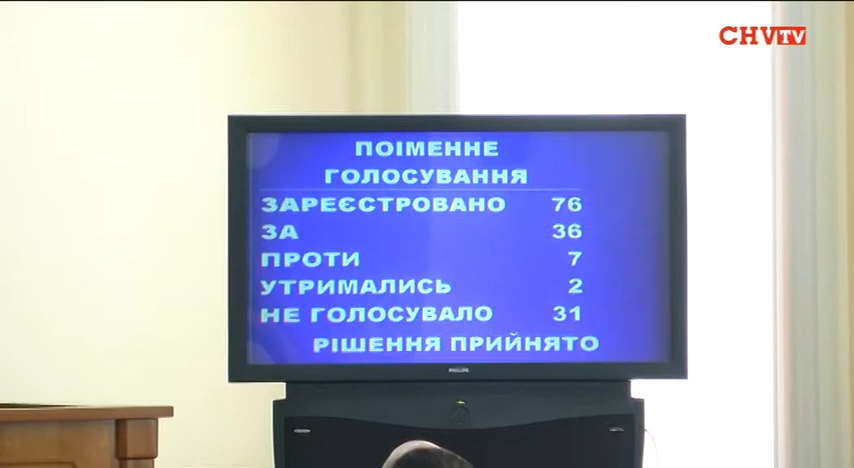 CHVTV
ПОІМЕННЕ
ГОЛОСУВАННЯ
ЗАРЕЄСТРОВАНО 76
ЗА 36
ПРОТИ 7
УТРИМАЛИСЬ 2
НЕ ГОЛОСУВАЛО 31
РІШЕННЯ ПРИЙНЯТО
PHILIPS